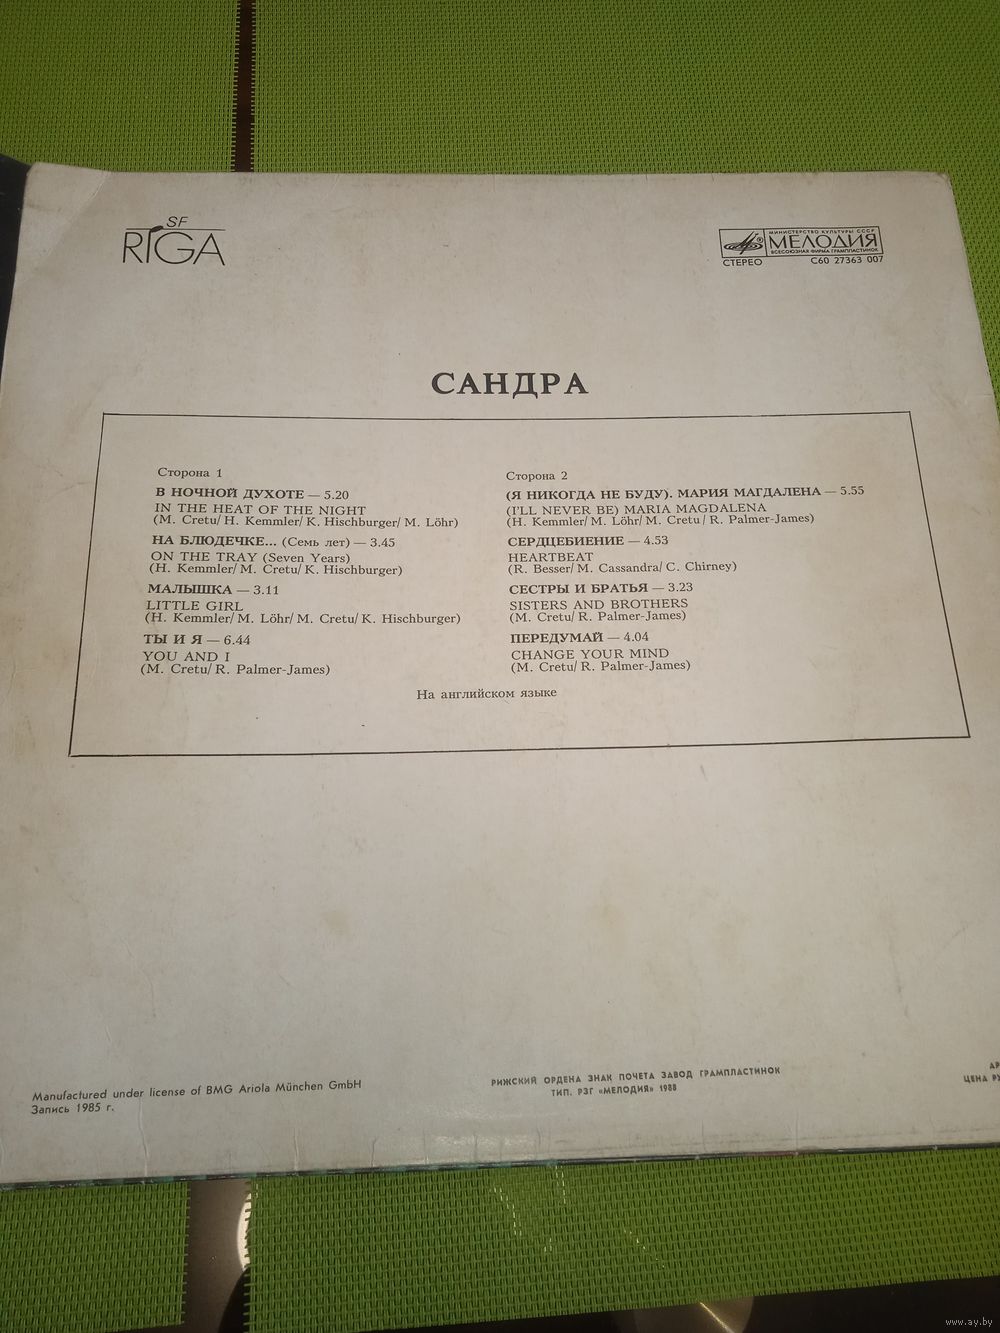 SF
RIGA
МИНИСТЕРСТВО КУЛЬТУРЫ СССР
МЕЛОДИЯ
ВСЕСОЮЗНАЯ ФИРМА ГРАМПЛАСТИНОК
СТЕРЕО С60 27363 007
САНДРА
Сторона 1
В НОЧНОЙ ДУХОТЕ — 5.20
IN THE HEAT OF THE NIGHT
(M. Cretu/ H. Kemmler/ K. Hischburger/ M. Löhr)
НА БЛЮДЕЧКЕ... (Семь лет) — 3.45
ON THE TRAY (Seven Years)
(H. Kemmler/ M. Cretu/ K. Hischburger)
МАЛЫШКА — 3.11
LITTLE GIRL
(H. Kemmler/ M. Löhr/ M. Cretu/ K. Hischburger)
ТЫ И Я — 6.44
YOU AND I
(M. Cretu/ R. Palmer-James)
Сторона 2
(Я НИКОГДА НЕ БУДУ). МАРИЯ МАГДАЛЕНА — 5.55
(I'LL NEVER BE) MARIA MAGDALENA
(H. Kemmler/ M. Löhr/ M. Cretu / R. Palmer-James)
СЕРДЦЕБИЕНИЕ — 4.53
HEARTBEAT
(R. Besser/ M. Cassandra/ C. Chirney)
СЕСТРЫ И БРАТЬЯ — 3.23
SISTERS AND BROTHERS
(M. Cretu/ R. Palmer-James)
ПЕРЕДУМАЙ — 4.04
CHANGE YOUR MIND
(M. Cretu/ R. Palmer-James)
На английском языке
Manufactured under license of BMG Ariola München GmbH
Запись 1985 г.
РИЖСКИЙ ОРДЕНА ЗНАК ПОЧЕТА ЗАВОД ГРАМПЛАСТИНОК
ТИП. РЗГ «МЕЛОДИЯ» 1988
ЦЕНА
www.ay.by